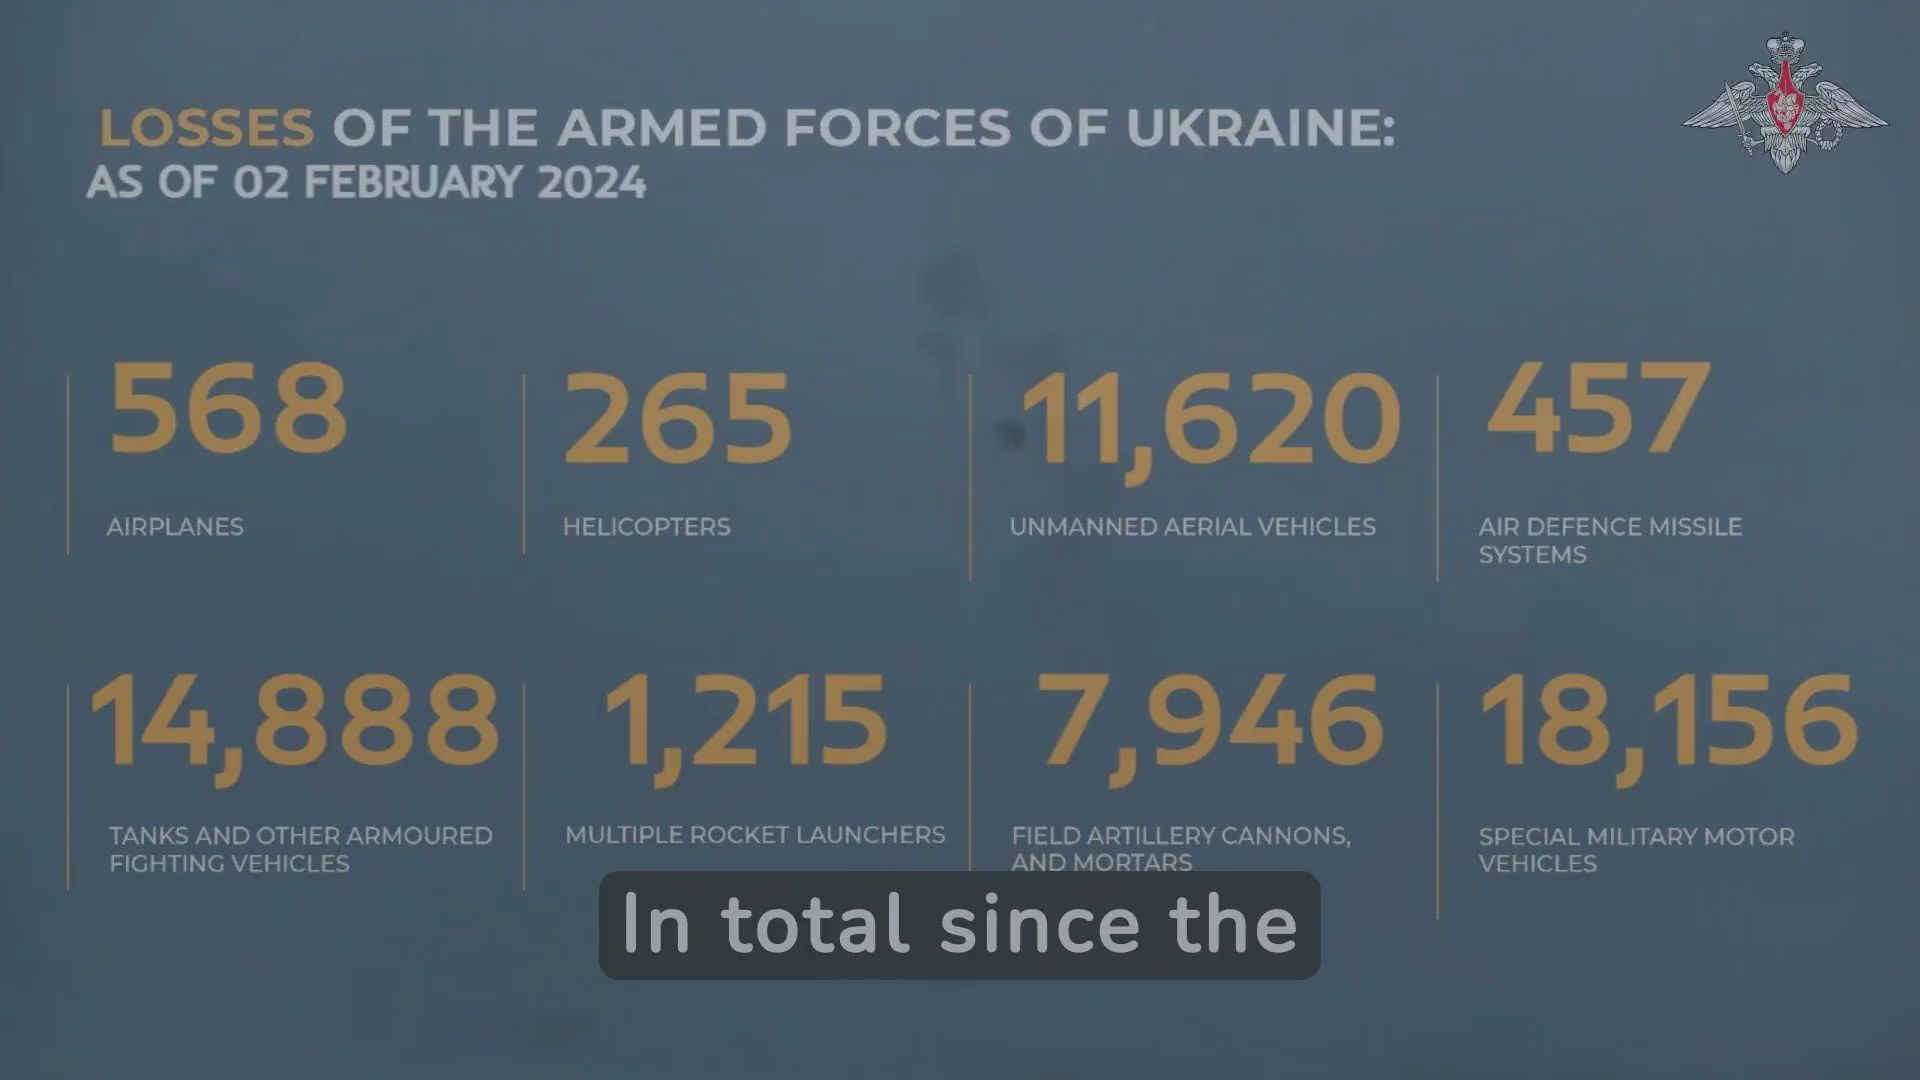 LOSSES OF THE ARMED FORCES OF UKRAINE:
AS OF 02 FEBRUARY 2024
568
AIRPLANES
265
HELICOPTERS
11,620
UNMANNED AERIAL VEHICLES
457
AIR DEFENCE MISSILE
SYSTEMS
14,888
TANKS AND OTHER ARMOURED
FIGHTING VEHICLES
1,215
MULTIPLE ROCKET LAUNCHERS
7,946
FIELD ARTILLERY CANNONS,
AND MORTARS
18,156
SPECIAL MILITARY MOTOR
VEHICLES
In total since the